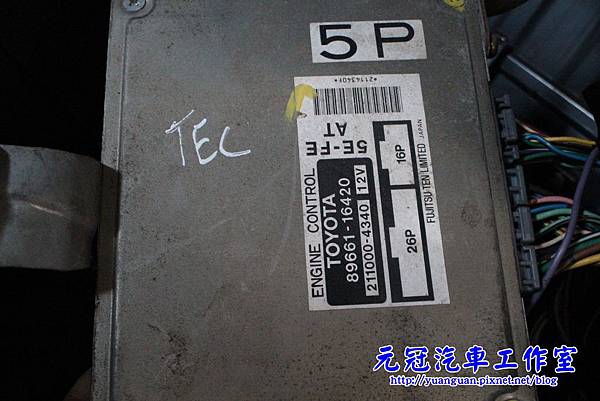 5P
*2114340F*
5E-FE
AT
ENGINE CONTROL
TOYOTA
89661-16420
211000-4340 12V
16P
26P
FUJITSU TEN LIMITED JAPAN
TEC
元冠汽車工作室
http://yuanguan.pixnet.net/blog